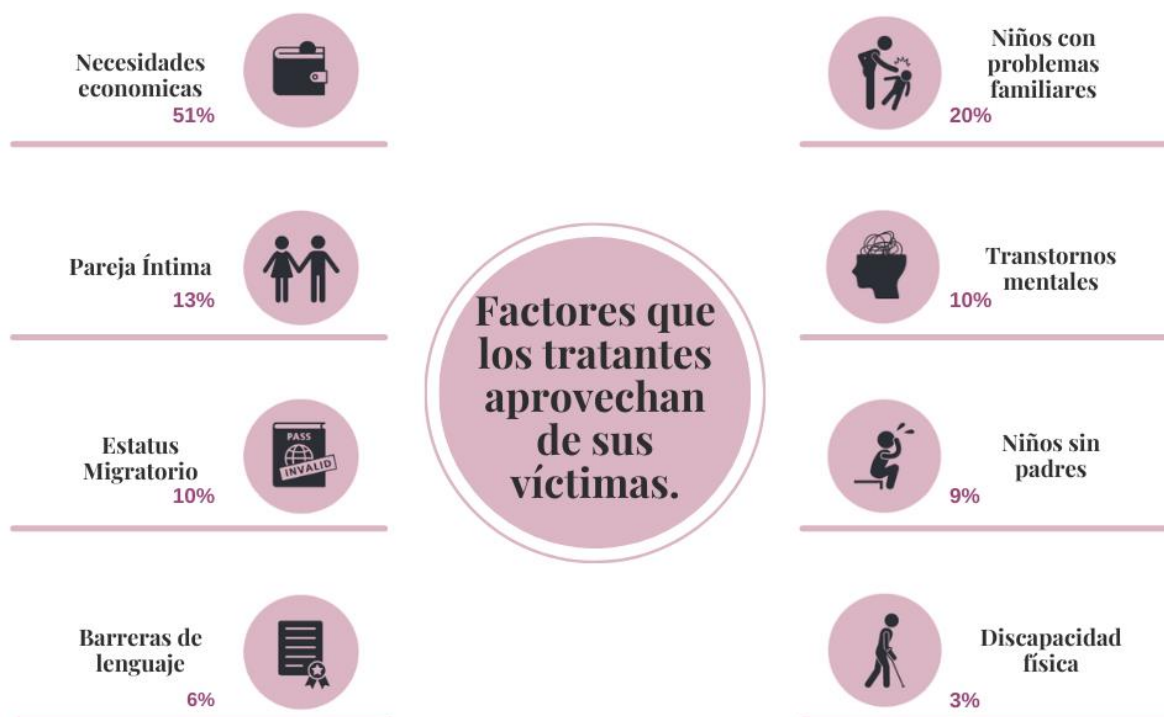 Necesidades
economicas
51%
Pareja Íntima
13%
Estatus
Migratorio
10%
PASS
INVALID
Barreras de
lenguaje
6%
Factores que
los tratantes
aprovechan
de sus
víctimas.
Niños con
problemas
familiares
20%
Transtornos
mentales
10%
Niños sin
padres
9%
Discapacidad
física
3%